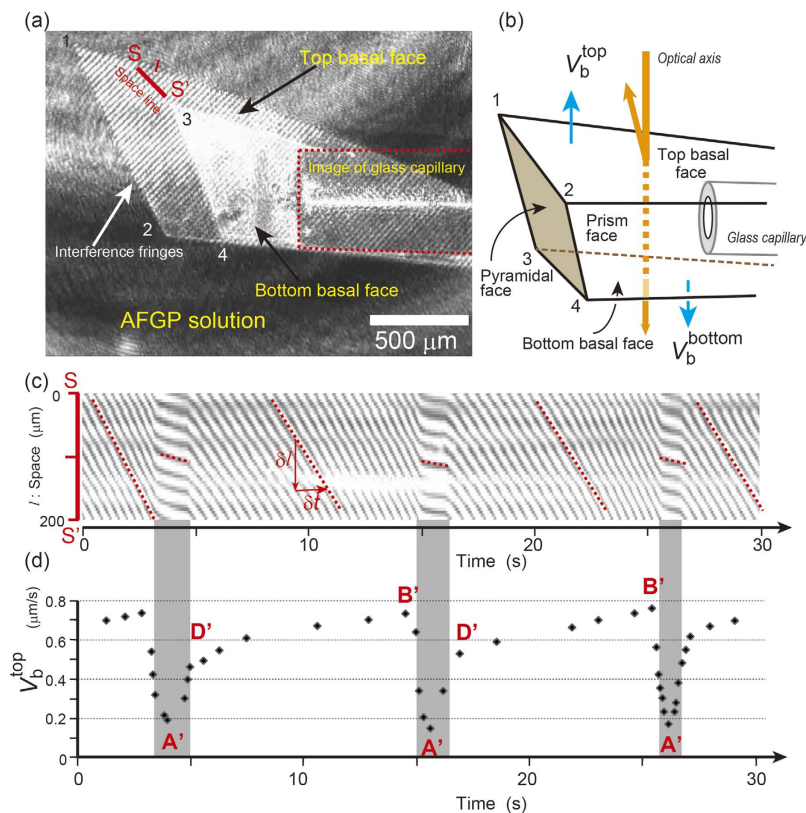 (a)
1
S
l
S'
Space line
Top basal face
3
Image of glass capillary
2
4
Interference fringes
Bottom basal face
AFGP solution
500 μm
(b)
V_b^top
Optical axis
1
Top basal
face
2
Prism
face
Glass capillary
3
Pyramidal
face
4
Bottom basal face
V_b^bottom
(c)
S
0
l : Space (μm)
200
S'
δl
δt
0
10
20
30
Time (s)
(d)
V_b^top (μm/s)
0.8
0.6
0.4
0.2
0
B'
B'
D'
D'
A'
A'
A'
0
10
20
30
Time (s)